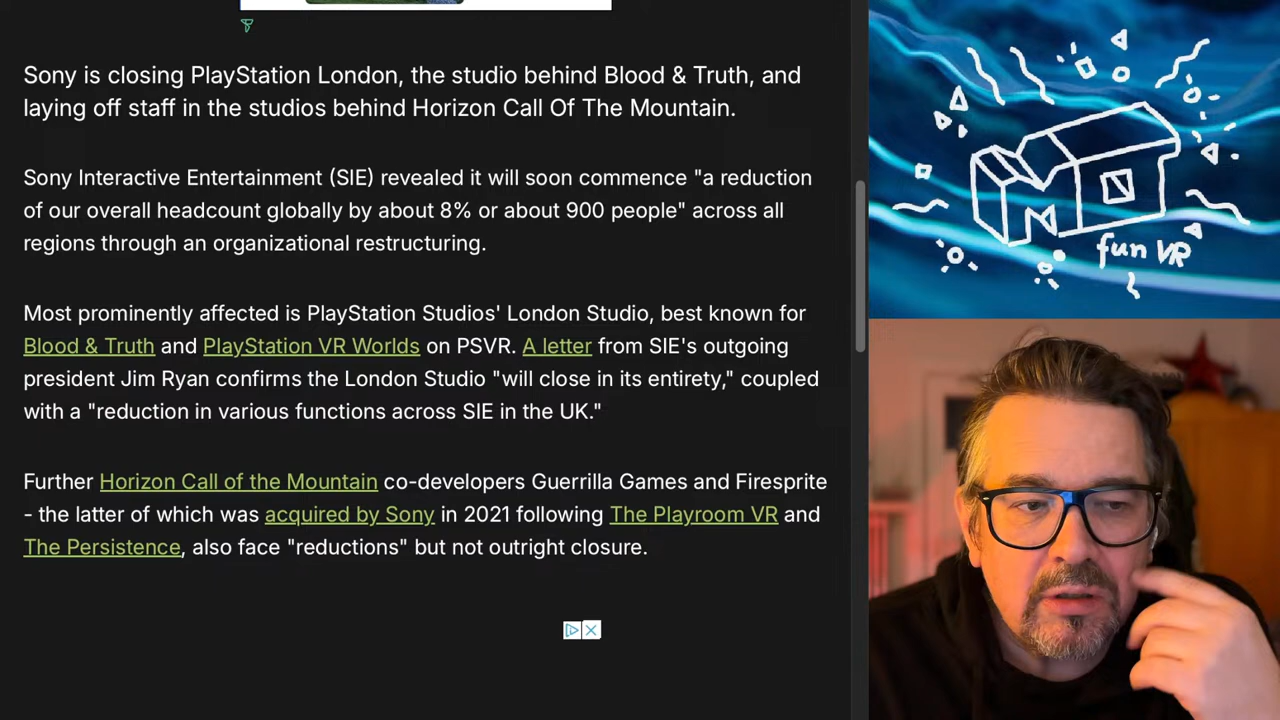 Sony is closing PlayStation London, the studio behind Blood & Truth, and
laying off staff in the studios behind Horizon Call Of The Mountain.
Sony Interactive Entertainment (SIE) revealed it will soon commence "a reduction
of our overall headcount globally by about 8% or about 900 people" across all
regions through an organizational restructuring.
Most prominently affected is PlayStation Studios' London Studio, best known for
Blood & Truth and PlayStation VR Worlds on PSVR. A letter from SIE's outgoing
president Jim Ryan confirms the London Studio "will close in its entirety," coupled
with a "reduction in various functions across SIE in the UK."
Further Horizon Call of the Mountain co-developers Guerrilla Games and Firesprite
- the latter of which was acquired by Sony in 2021 following The Playroom VR and
The Persistence, also face "reductions" but not outright closure.
fun VR